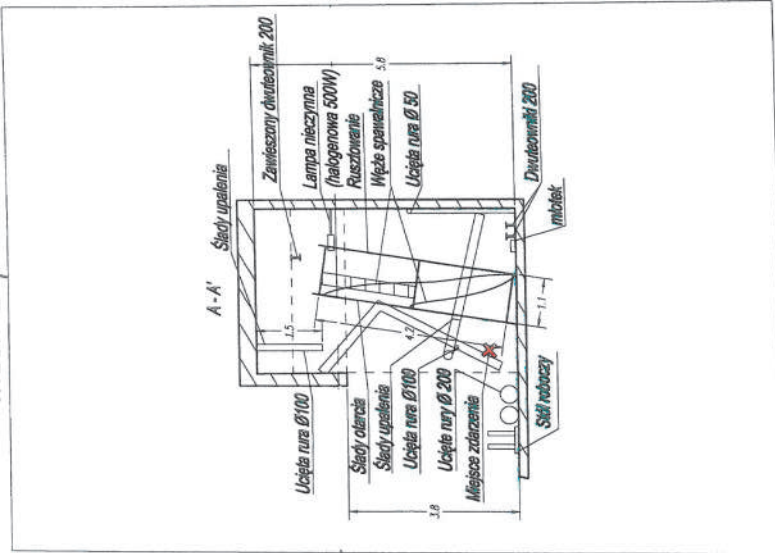 A - A'
Ślady upalenia
Zawieszony dwuteownik 200
Lampa nieczynna
(halogenowa 500W)
Rusztowanie
Węże spawalnicze
Ucięta rura Ø 50
Dwuteowniki 200
młotek
5.8
1.5
4.2
1.1
3.8
Ucięta rura Ø100
Ślady otarcia
Ślady upalenia
Ucięta rura Ø100
Ucięte rury Ø 200
Miejsce zdarzenia
Stół roboczy